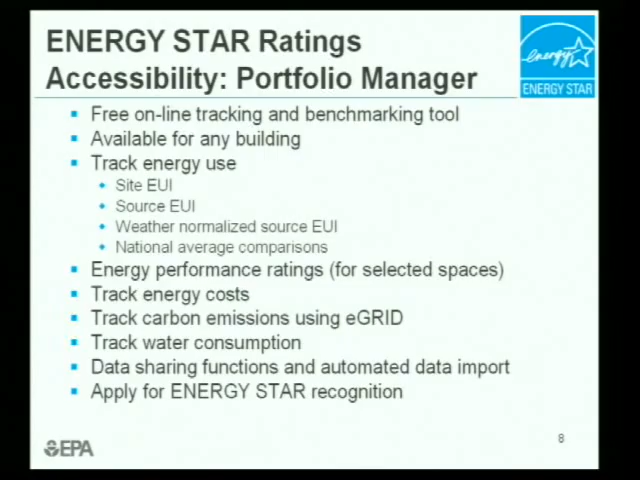 ENERGY STAR Ratings
Accessibility: Portfolio Manager
energy
ENERGY STAR
Free on-line tracking and benchmarking tool
Available for any building
Track energy use
Site EUI
Source EUI
Weather normalized source EUI
National average comparisons
Energy performance ratings (for selected spaces)
Track energy costs
Track carbon emissions using eGRID
Track water consumption
Data sharing functions and automated data import
Apply for ENERGY STAR recognition
EPA
8